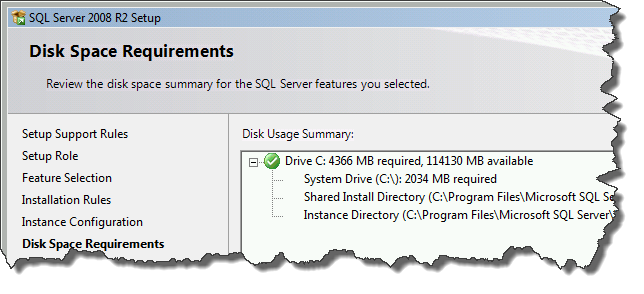 SQL Server 2008 R2 Setup
Disk Space Requirements
Review the disk space summary for the SQL Server features you selected.
Setup Support Rules
Setup Role
Feature Selection
Installation Rules
Instance Configuration
Disk Space Requirements
Disk Usage Summary:
Drive C: 4366 MB required, 114130 MB available
System Drive (C:\): 2034 MB required
Shared Install Directory (C:\Program Files\Microsoft SQL Se
Instance Directory (C:\Program Files\Microsoft SQL Server\